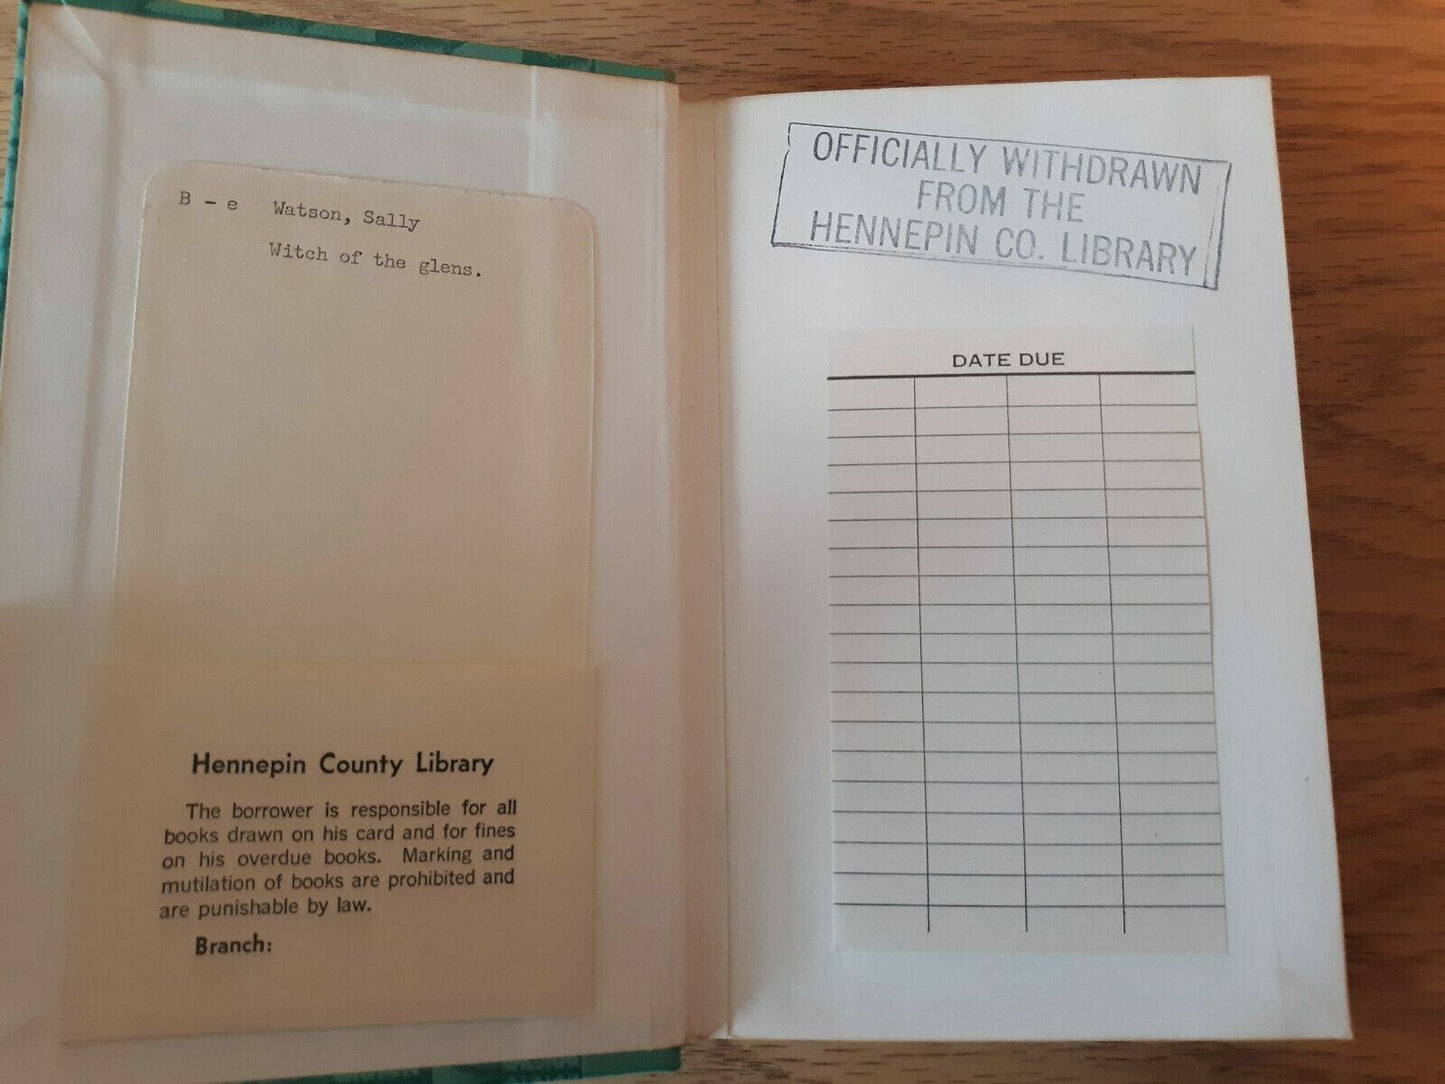 B - e Watson, Sally
Witch of the glens.
Hennepin County Library
The borrower is responsible for all
books drawn on his card and for fines
on his overdue books. Marking and
mutilation of books are prohibited and
are punishable by law.
Branch:
OFFICIALLY WITHDRAWN
FROM THE
HENNEPIN CO. LIBRARY
DATE DUE